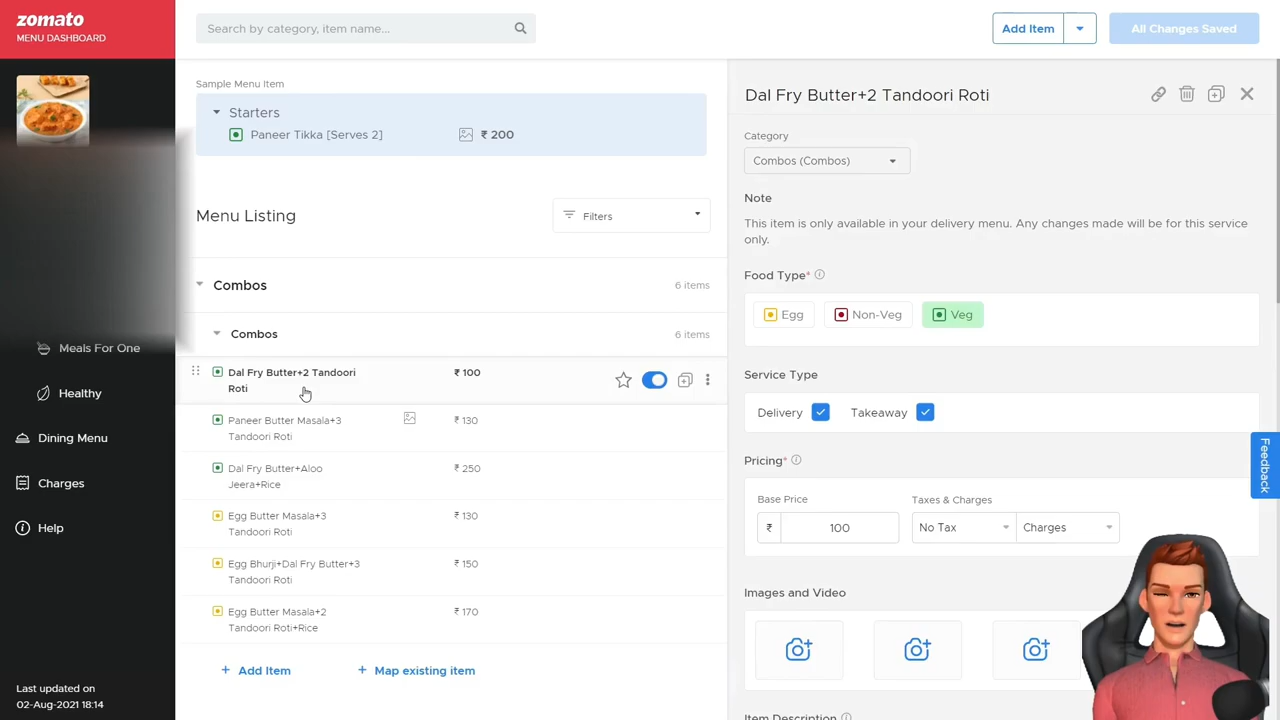 zomato
MENU DASHBOARD
Search by category, item name...
Add Item
All Changes Saved
Meals For One
Healthy
Dining Menu
Charges
Help
Last updated on
02-Aug-2021 18:14
Sample Menu Item
Starters
Paneer Tikka [Serves 2]
₹ 200
Menu Listing
Filters
Combos
6 items
Combos
6 items
Dal Fry Butter+2 Tandoori
Roti
₹ 100
Paneer Butter Masala+3
Tandoori Roti
₹ 130
Dal Fry Butter+Aloo
Jeera+Rice
₹ 250
Egg Butter Masala+3
Tandoori Roti
₹ 130
Egg Bhurji+Dal Fry Butter+3
Tandoori Roti
₹ 150
Egg Butter Masala+2
Tandoori Roti+Rice
₹ 170
+ Add Item
+ Map existing item
Dal Fry Butter+2 Tandoori Roti
Category
Combos (Combos)
Note
This item is only available in your delivery menu. Any changes made will be for this service
only.
Food Type*
Egg
Non-Veg
Veg
Service Type
Delivery
Takeaway
Pricing*
Base Price
Taxes & Charges
₹
100
No Tax
Charges
Images and Video
Item Description
Feedback